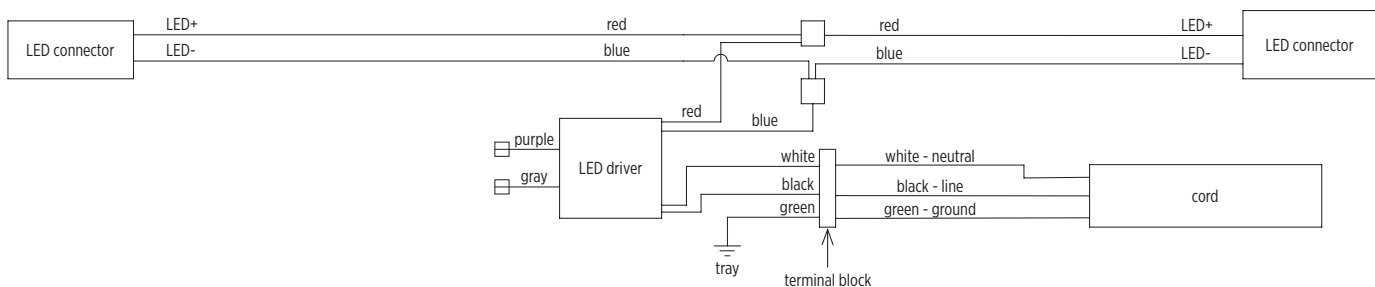 LED connector
LED+
red
red
LED+
LED connector
LED-
blue
blue
LED-
red
blue
purple
gray
LED driver
white
white - neutral
black
black - line
green
green - ground
cord
tray
terminal block